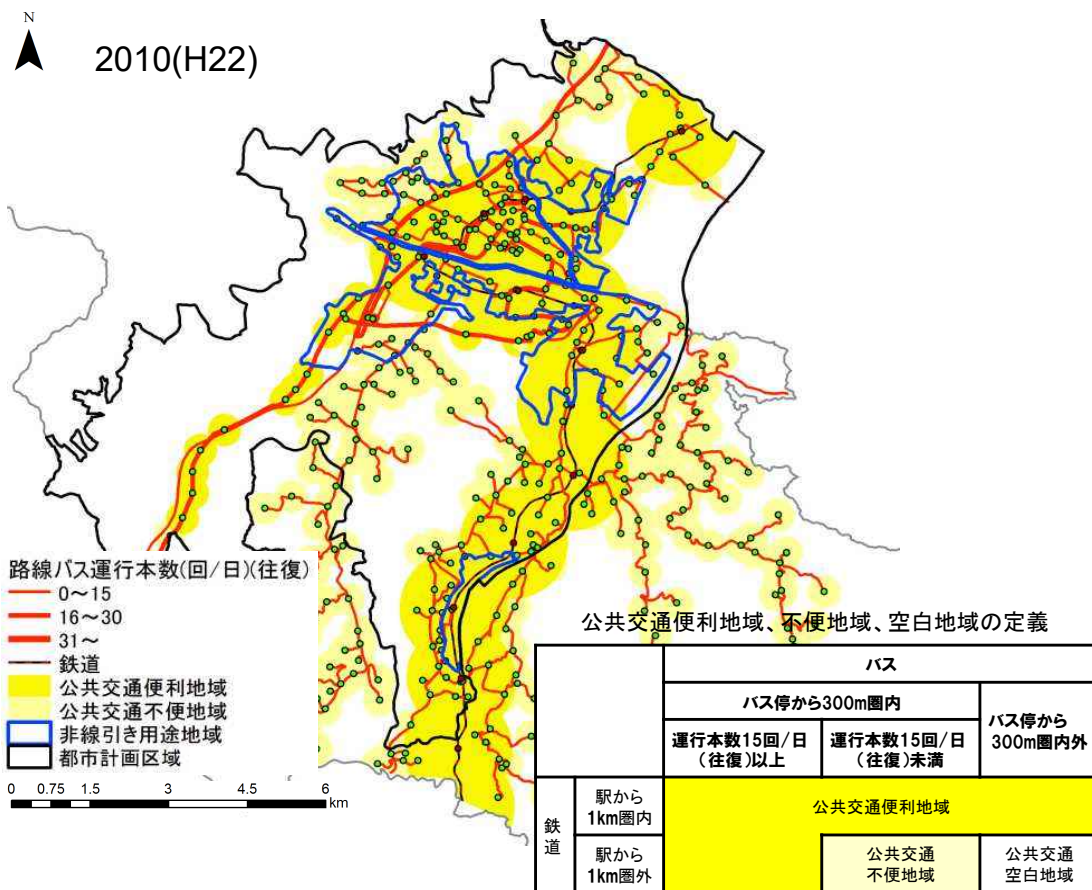 N
2010(H22)
路線バス運行本数(回/日)(往復)
0～15
16～30
31～
鉄道
公共交通便利地域
公共交通不便地域
非線引き用途地域
都市計画区域
0 0.75 1.5 3 4.5 6
km
公共交通便利地域、不便地域、空白地域の定義
バス
バス停から300m圏内
バス停から
300m圏内外
運行本数15回/日
(往復)以上
運行本数15回/日
(往復)未満
鉄道
駅から
1km圏内
公共交通便利地域
駅から
1km圏外
公共交通
不便地域
公共交通
空白地域